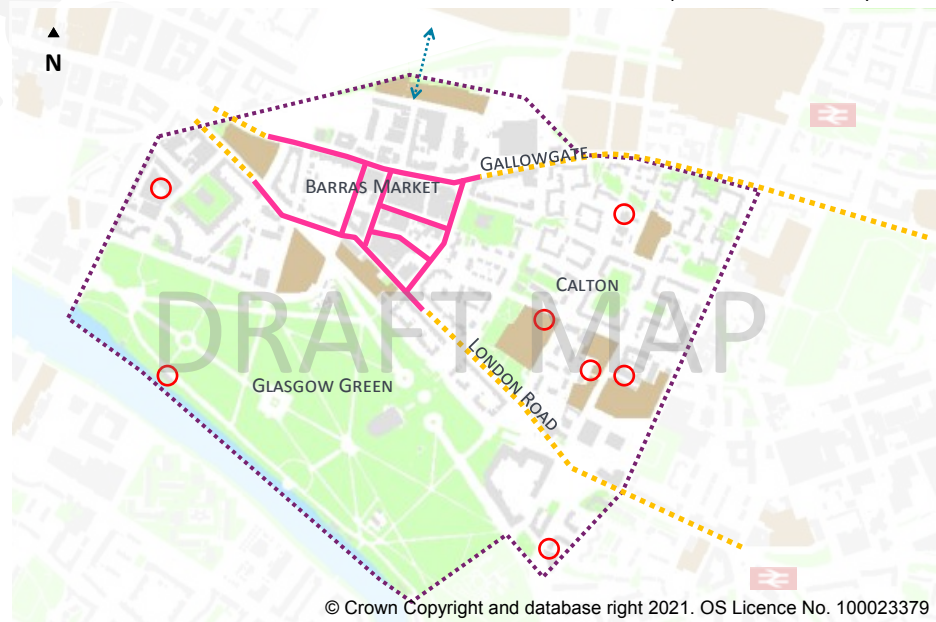 N
GALLOWGATE
BARRAS MARKET
CALTON
DRAFT MAP
LONDON ROAD
GLASGOW GREEN
© Crown Copyright and database right 2021. OS Licence No. 100023379